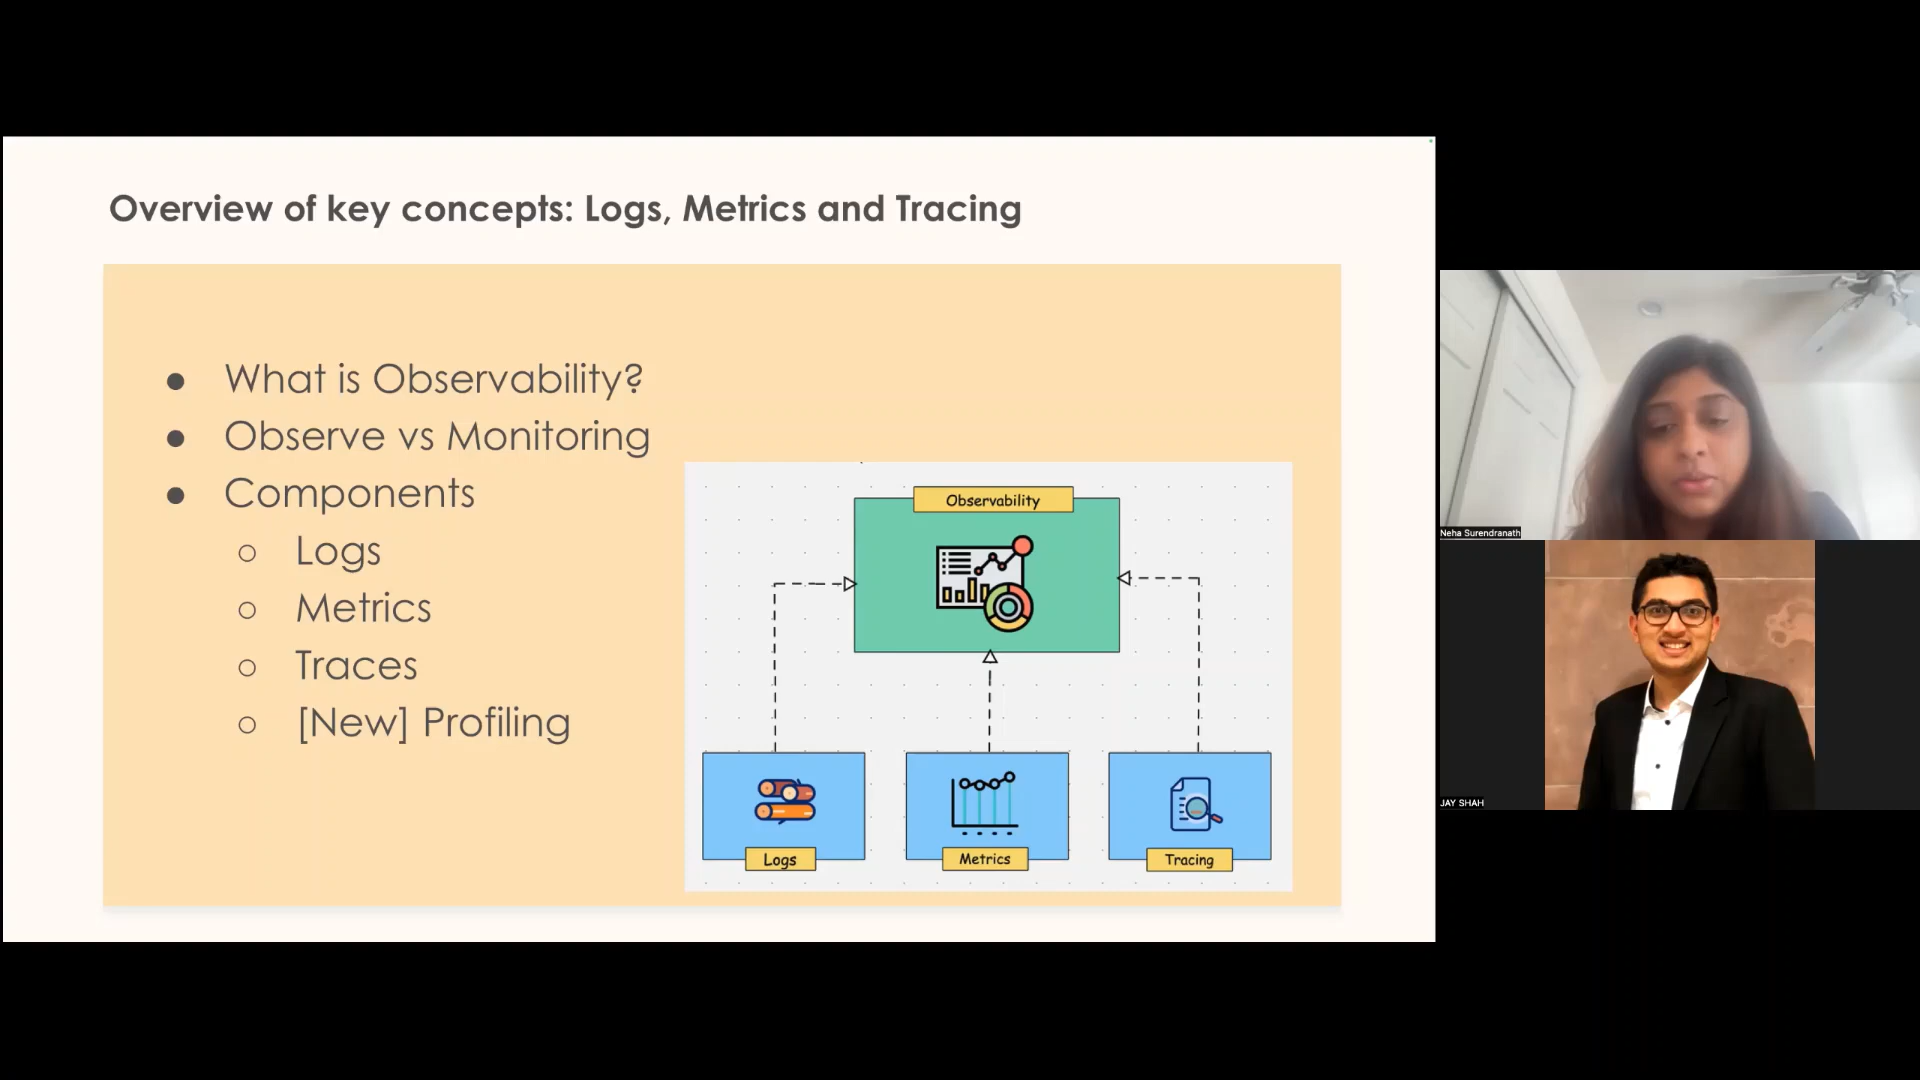 Overview of key concepts: Logs, Metrics and Tracing
What is Observability?
Observe vs Monitoring
Components
Logs
Metrics
Traces
[New] Profiling
Observability
Logs
Metrics
Tracing
Neha Surendranath
JAY SHAH